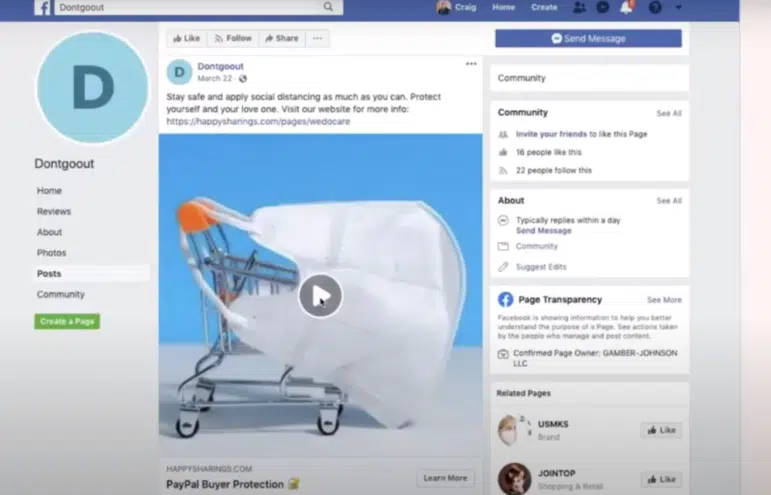 Dontgoout
Craig
Home
Create
Like
Follow
Share
Send Message
D
Dontgoout
Home
Reviews
About
Photos
Posts
Community
Create a Page
D
Dontgoout
March 22 ·
Stay safe and apply social distancing as much as you can. Protect
yourself and your love one. Visit our website for more info:
https://happysharings.com/pages/wedocare
HAPPYSHARINGS.COM
PayPal Buyer Protection
Learn More
Community
Community
See All
Invite your friends to like this Page
16 people like this
22 people follow this
About
See All
Typically replies within a day
Send Message
Community
Suggest Edits
Page Transparency
See More
Facebook is showing information to help you better
understand the purpose of a Page. See actions taken
by the people who manage and post content.
Confirmed Page Owner: GAMBER-JOHNSON
LLC
Related Pages
USMKS
Brand
Like
JOINTOP
Shopping & Retail
Like